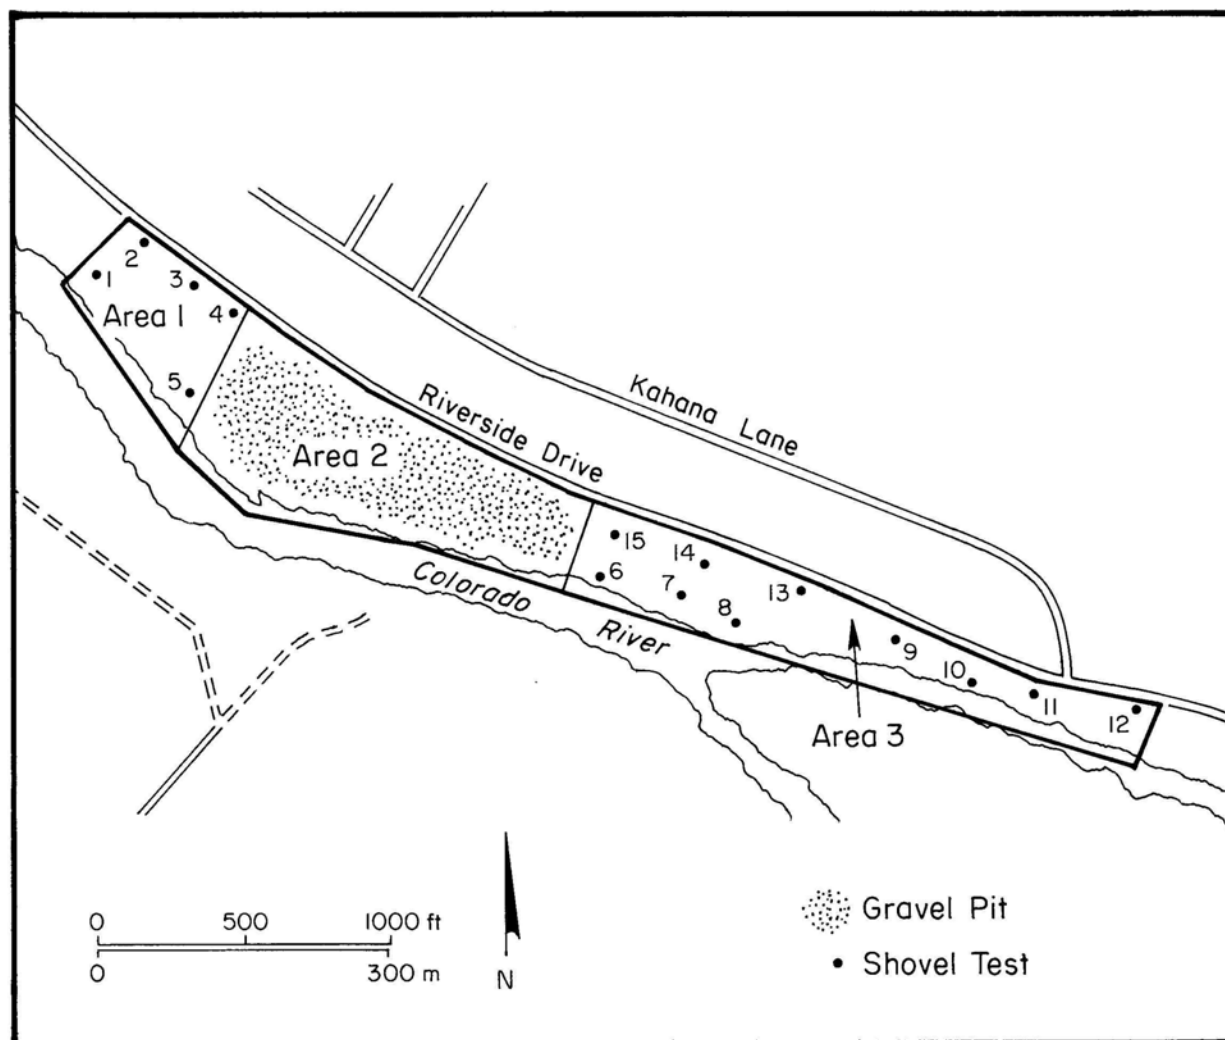 2
1
3
Area 1
4
5
Kahana Lane
Riverside Drive
Area 2
15
14
6
7
13
8
Colorado River
9
10
11
12
Area 3
0 500 1000 ft
0 300 m
N
Gravel Pit
Shovel Test